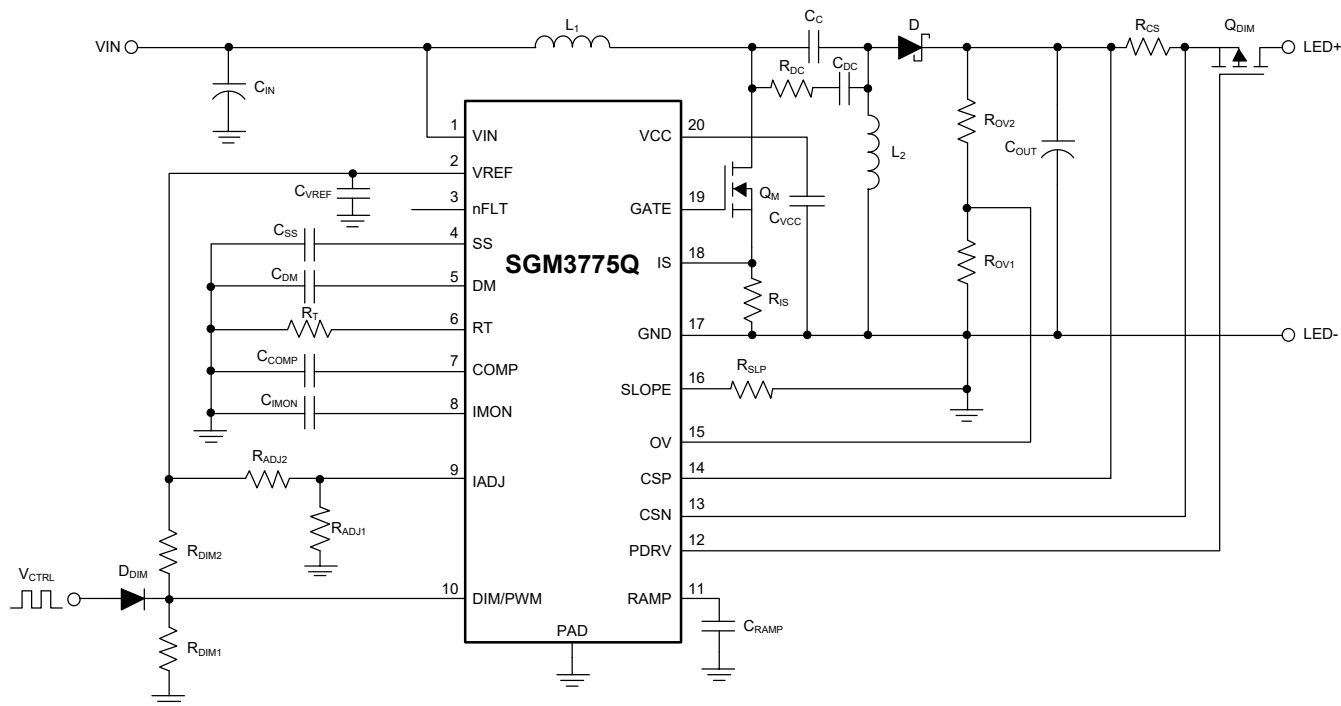 L1
CC
D
RCS
QDIM
VIN
LED+
CIN
RDC
CDC
1
VIN
VCC
20
ROV2
COUT
L2
2
VREF
CVREF
QM
CVCC
3
nFLT
GATE
19
CSS
4
SS
SGM3775Q
IS
18
ROV1
CDM
5
DM
RIS
RT
6
RT
GND
17
LED-
CCOMP
7
COMP
RSLP
SLOPE
16
CIMON
8
IMON
OV
15
RADJ2
9
IADJ
CSP
14
RADJ1
CSN
13
RDIM2
PDRV
12
VCTRL
DDIM
10
DIM/PWM
RAMP
11
CRAMP
RDIM1
PAD